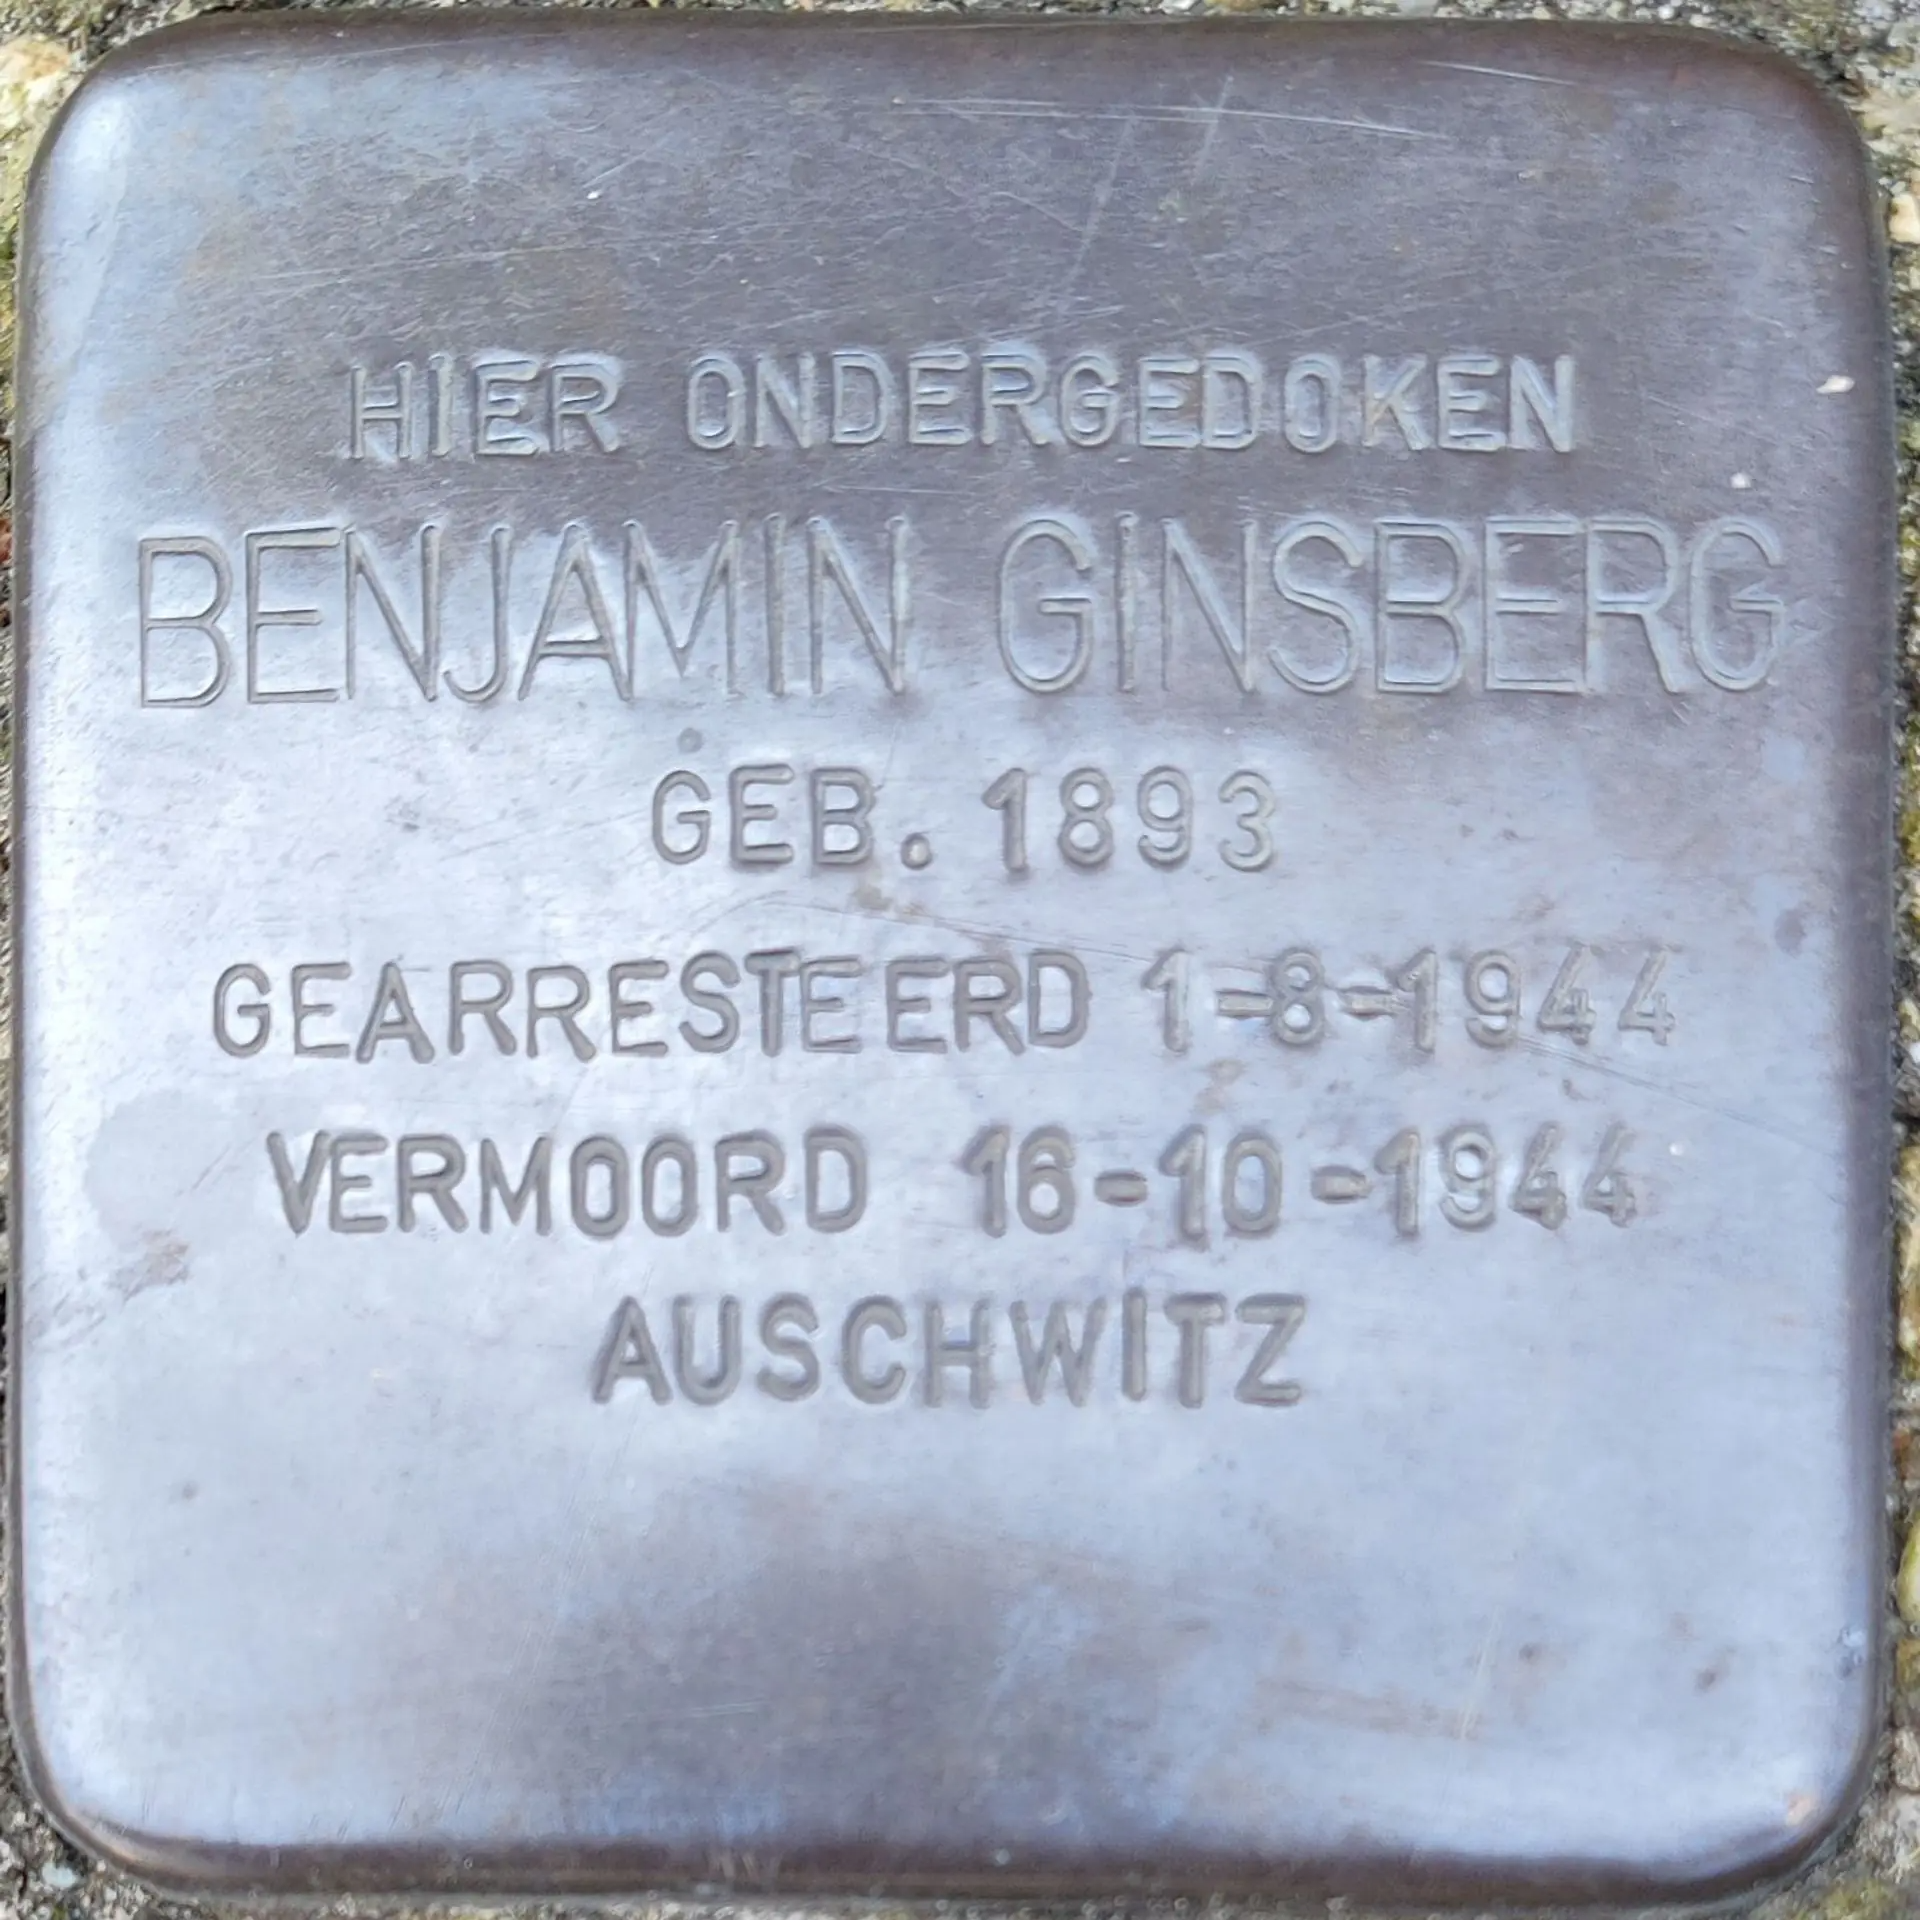 HIER ONDERGEDOKEN
BENJAMIN GINSBERG
GEB. 1893
GEARRESTEERD 1-8-1944
VERMOORD 16-10-1944
AUSCHWITZ